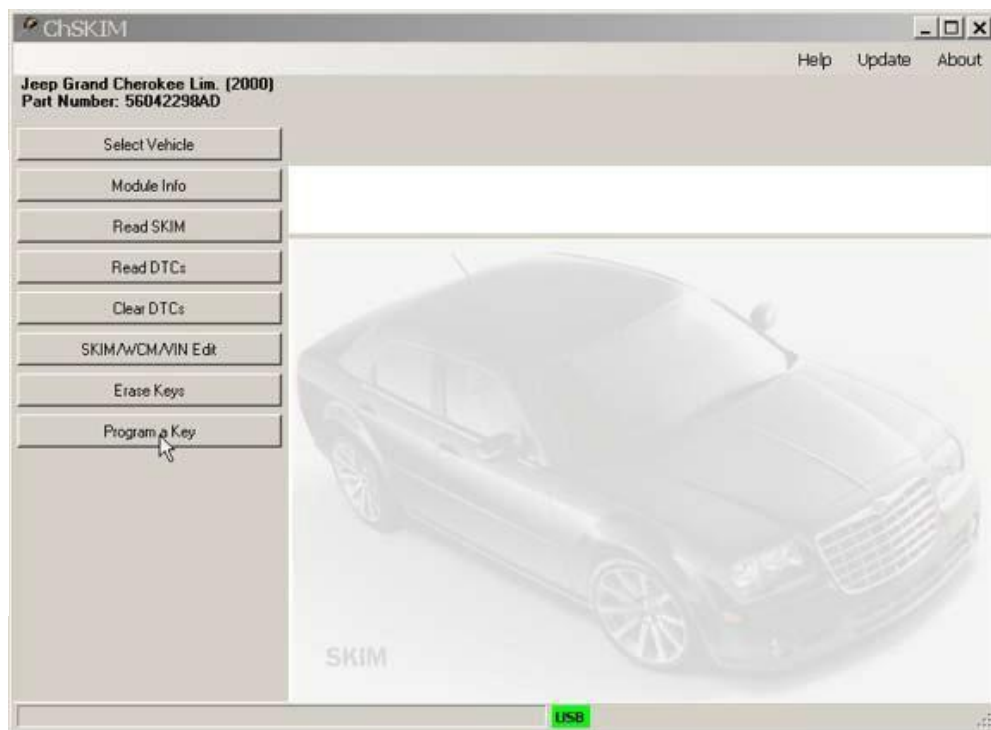 ChSKIM
Help Update About
Jeep Grand Cherokee Lim. (2000)
Part Number: 56042298AD
Select Vehicle
Module Info
Read SKIM
Read DTCs
Clear DTCs
SKIM/WCM/VIN Edit
Erase Keys
Program a Key
SKIM
USB